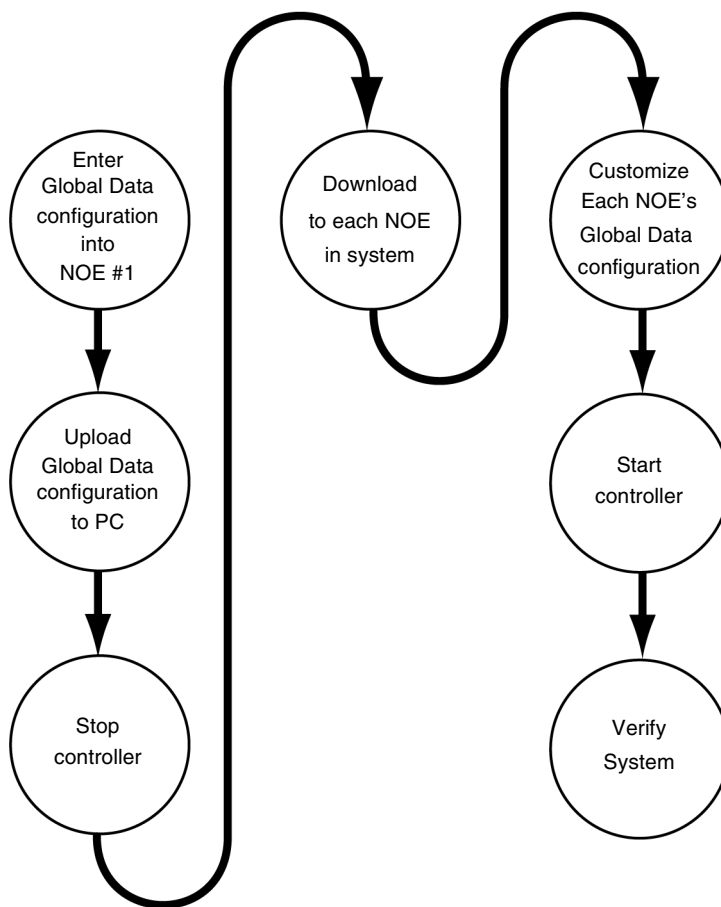 Enter
Global Data
configuration
into
NOE #1
Upload
Global Data
configuration
to PC
Stop
controller
Download
to each NOE
in system
Customize
Each NOE's
Global Data
configuration
Start
controller
Verify
System